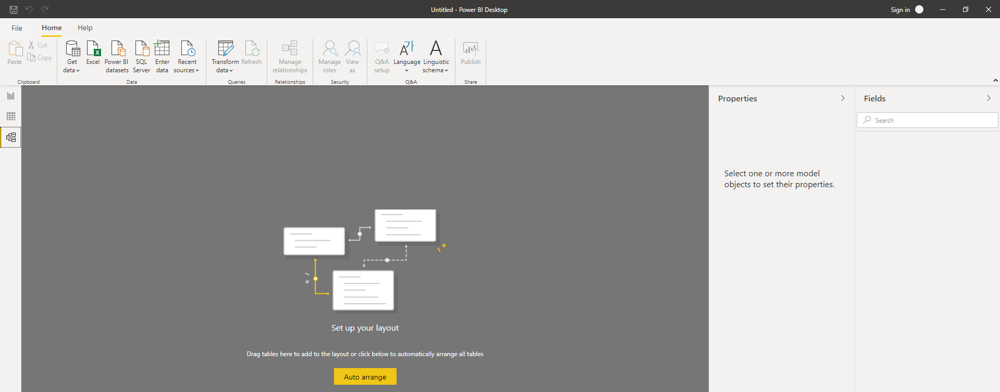 Untitled - Power BI Desktop
Sign in
File Home Help
Paste
Cut
Copy
Clipboard
Get data
Excel
Power BI datasets
SQL Server
Enter data
Recent sources
Data
Transform data
Refresh
Queries
Manage relationships
Relationships
Manage roles
View as
Security
Q&A setup
Language
가
A
Linguistic schema
Q&A
Publish
Share
Properties
Select one or more model
objects to set their properties.
Fields
Search
Set up your layout
Drag tables here to add to the layout or click below to automatically arrange all tables
Auto arrange